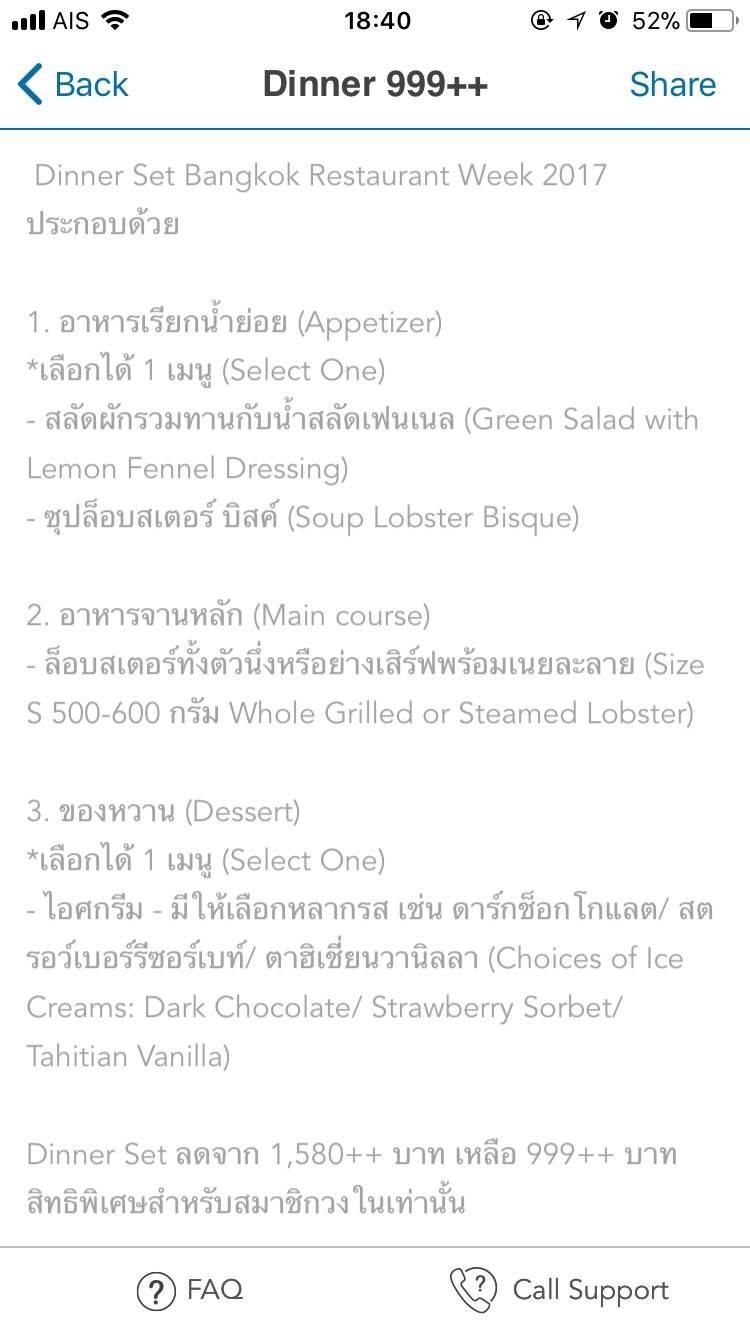 AIS 18:40 52%
Back Dinner 999++ Share
Dinner Set Bangkok Restaurant Week 2017
ประกอบด้วย
1. อาหารเรียกน้ำย่อย (Appetizer)
*เลือกได้ 1 เมนู (Select One)
- สลัดผักรวมทานกับน้ำสลัดเฟนเนล (Green Salad with
Lemon Fennel Dressing)
- ซุปล็อบสเตอร์ บิสค์ (Soup Lobster Bisque)
2. อาหารจานหลัก (Main course)
- ล็อบสเตอร์ทั้งตัวนึ่งหรือย่างเสิร์ฟพร้อมเนยละลาย (Size
S 500-600 กรัม Whole Grilled or Steamed Lobster)
3. ของหวาน (Dessert)
*เลือกได้ 1 เมนู (Select One)
- ไอศกรีม - มีให้เลือกหลากรส เช่น ดาร์กช็อกโกแลต/ สต
รอว์เบอร์รีซอร์เบท์/ ตาฮิเชี่ยนวานิลลา (Choices of Ice
Creams: Dark Chocolate/ Strawberry Sorbet/
Tahitian Vanilla)
Dinner Set ลดจาก 1,580++ บาท เหลือ 999++ บาท
สิทธิพิเศษสำหรับสมาชิกวงในเท่านั้น
FAQ Call Support